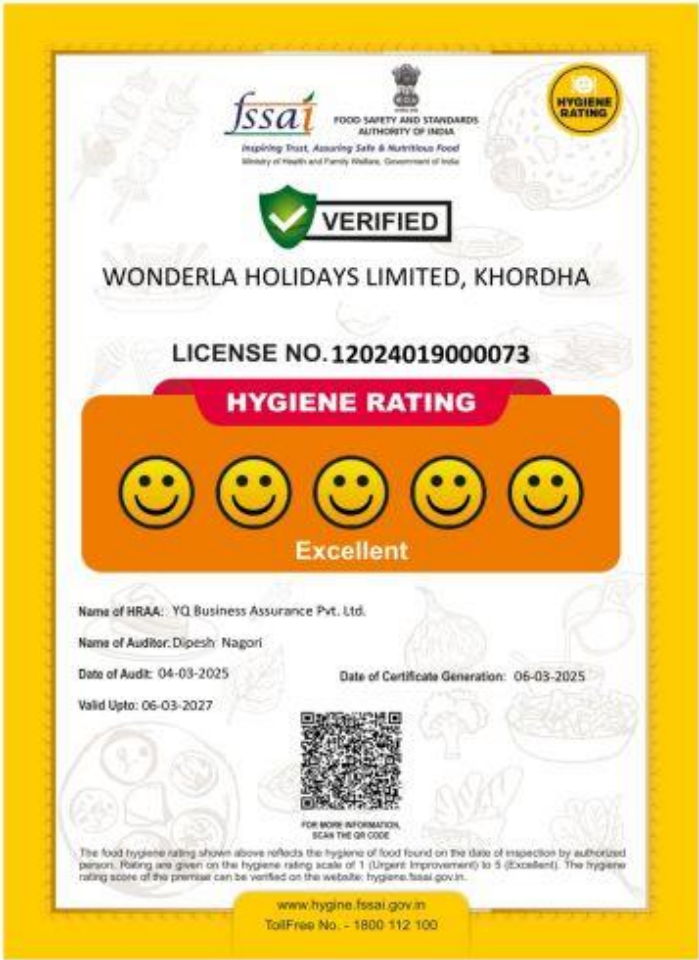 fssai
FOOD SAFETY AND STANDARDS
AUTHORITY OF INDIA
Inspiring Trust, Assuring Safe & Nutritious Food
Ministry of Health and Family Welfare, Government of India
HYGIENE
RATING
VERIFIED
WONDERLA HOLIDAYS LIMITED, KHORDHA
LICENSE NO. 12024019000073
HYGIENE RATING
Excellent
Name of HRAA: YQ Business Assurance Pvt. Ltd.
Name of Auditor: Dipesh Nagori
Date of Audit: 04-03-2025
Date of Certificate Generation: 06-03-2025
Valid Upto: 06-03-2027
FOR MORE INFORMATION,
SCAN THE QR CODE
The food hygiene rating shown above reflects the hygiene of food found on the date of inspection by authorized
person. Rating are given on the hygiene rating scale of 1 (Urgent Improvement) to 5 (Excellent). The hygiene
rating score of the premise can be verified on the website: hygiene.fssai.gov.in.
www.hygine.fssai.gov.in
TollFree No. - 1800 112 100